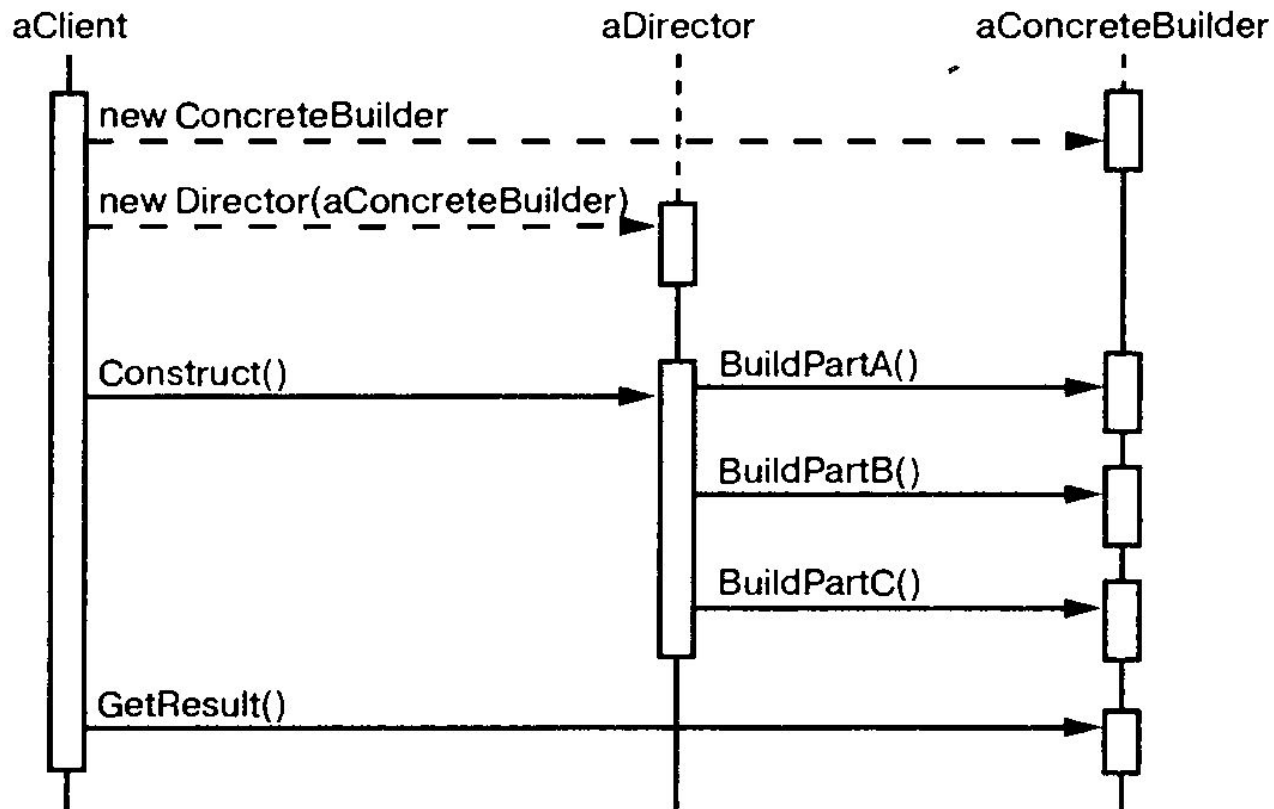 aClient
aDirector
aConcreteBuilder
new ConcreteBuilder
new Director(aConcreteBuilder)
Construct()
BuildPartA()
BuildPartB()
BuildPartC()
GetResult()